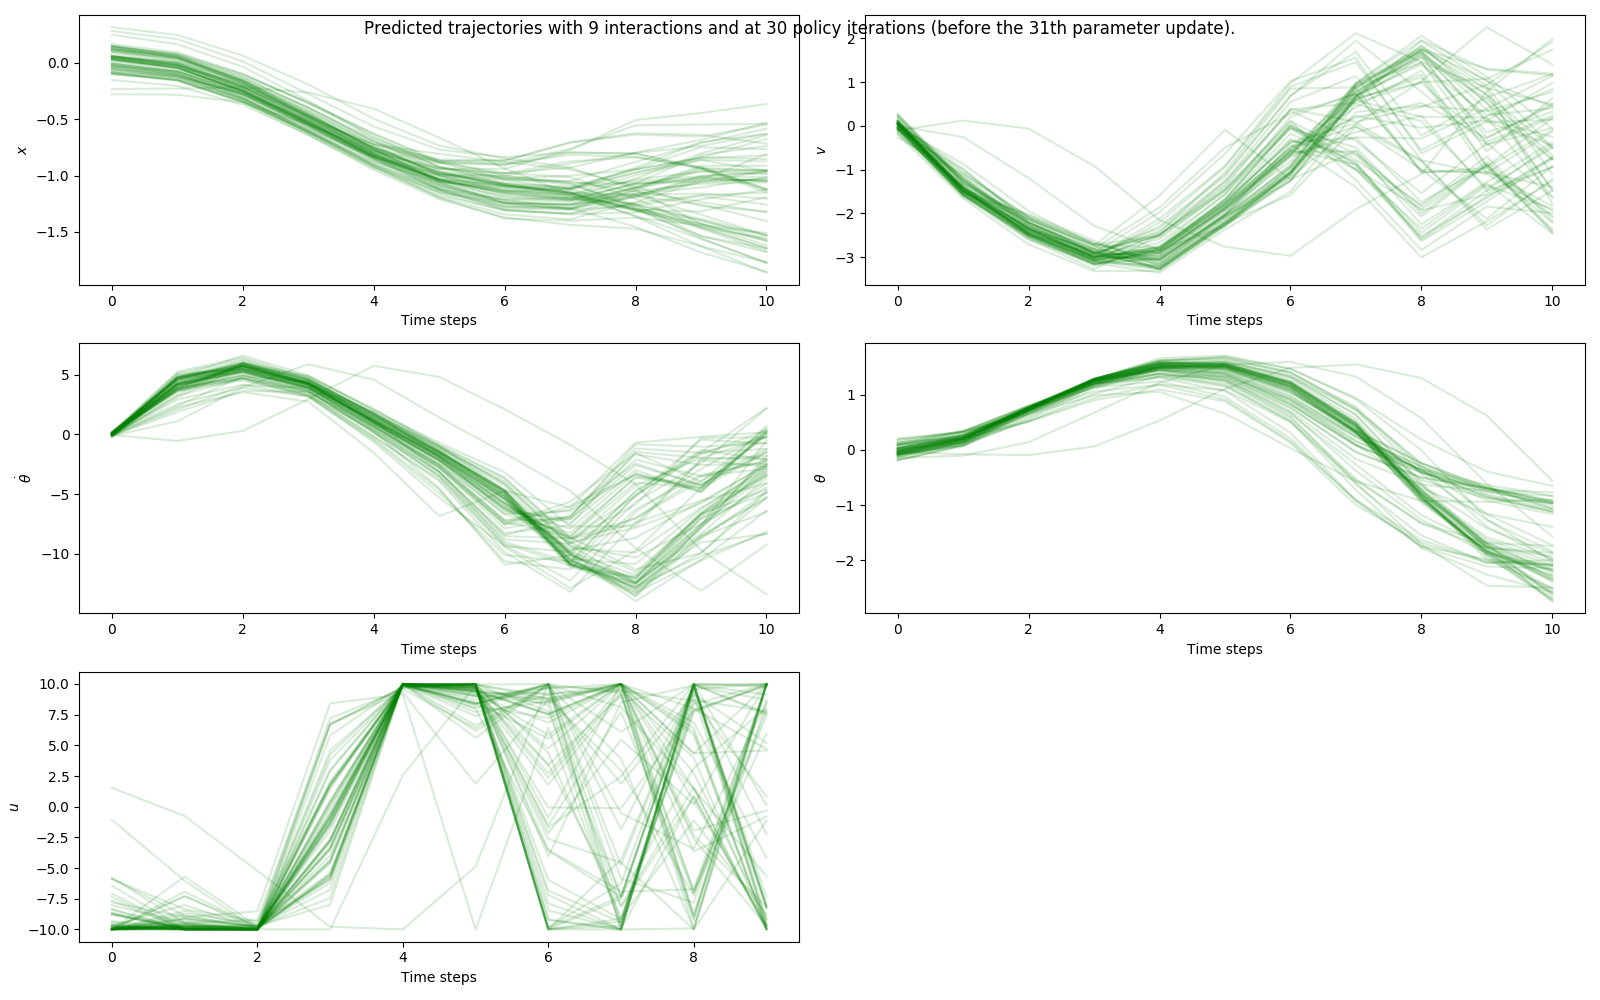 Predicted trajectories with 9 interactions and at 30 policy iterations (before the 31th parameter update).
0.0
−0.5
−1.0
−1.5
x
0 2 4 6 8 10
Time steps
2
1
0
−1
−2
−3
v
0 2 4 6 8 10
Time steps
5
0
−5
−10
θ̇
0 2 4 6 8 10
Time steps
1
0
−1
−2
θ
0 2 4 6 8 10
Time steps
10.0
7.5
5.0
2.5
0.0
−2.5
−5.0
−7.5
−10.0
u
0 2 4 6 8
Time steps